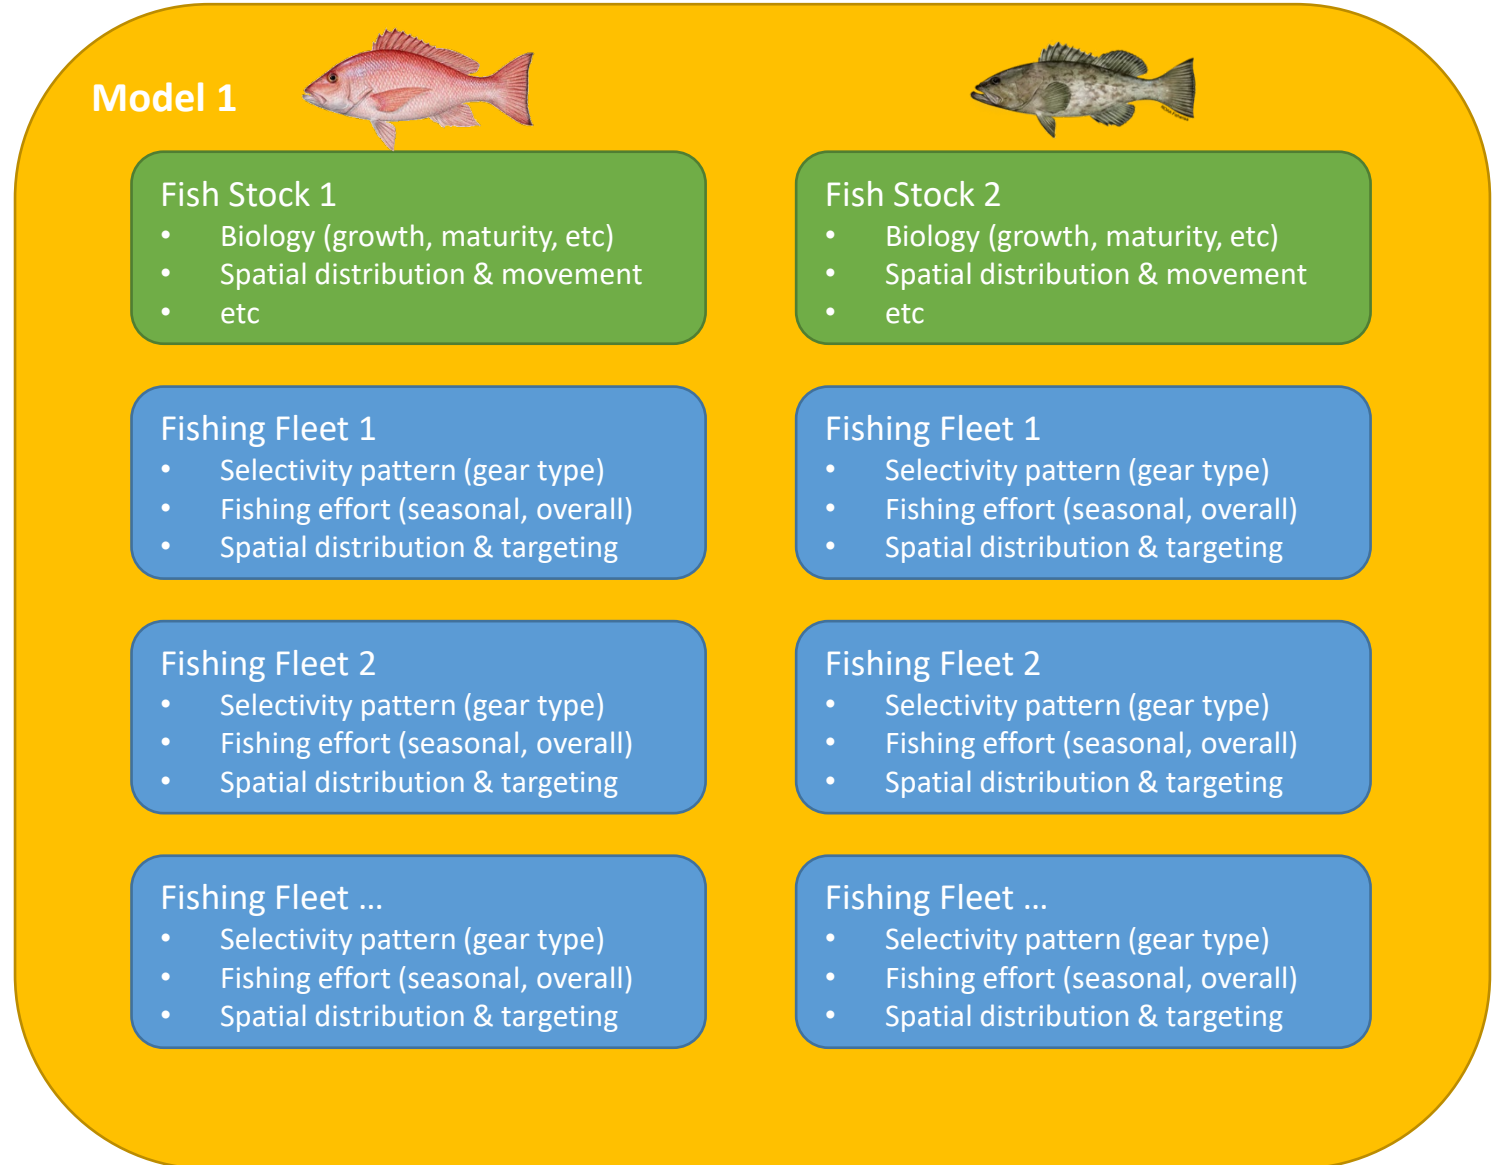 Model 1
Fish Stock 1
• Biology (growth, maturity, etc)
• Spatial distribution & movement
• etc
Fishing Fleet 1
• Selectivity pattern (gear type)
• Fishing effort (seasonal, overall)
• Spatial distribution & targeting
Fishing Fleet 2
• Selectivity pattern (gear type)
• Fishing effort (seasonal, overall)
• Spatial distribution & targeting
Fishing Fleet ...
• Selectivity pattern (gear type)
• Fishing effort (seasonal, overall)
• Spatial distribution & targeting
Fish Stock 2
• Biology (growth, maturity, etc)
• Spatial distribution & movement
• etc
Fishing Fleet 1
• Selectivity pattern (gear type)
• Fishing effort (seasonal, overall)
• Spatial distribution & targeting
Fishing Fleet 2
• Selectivity pattern (gear type)
• Fishing effort (seasonal, overall)
• Spatial distribution & targeting
Fishing Fleet ...
• Selectivity pattern (gear type)
• Fishing effort (seasonal, overall)
• Spatial distribution & targeting